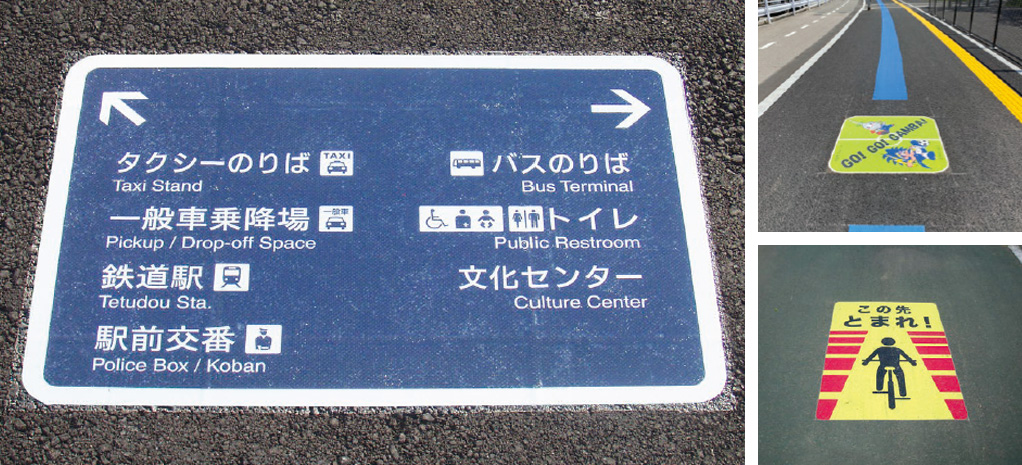 タクシーのりば TAXI
Taxi Stand
一般車乗降場 一般車
Pickup / Drop-off Space
鉄道駅
Tetudou Sta.
駅前交番
Police Box / Koban
バスのりば
Bus Terminal
トイレ
Public Restroom
文化センター
Culture Center
GO! GO! GAMBA!
この先
とまれ!